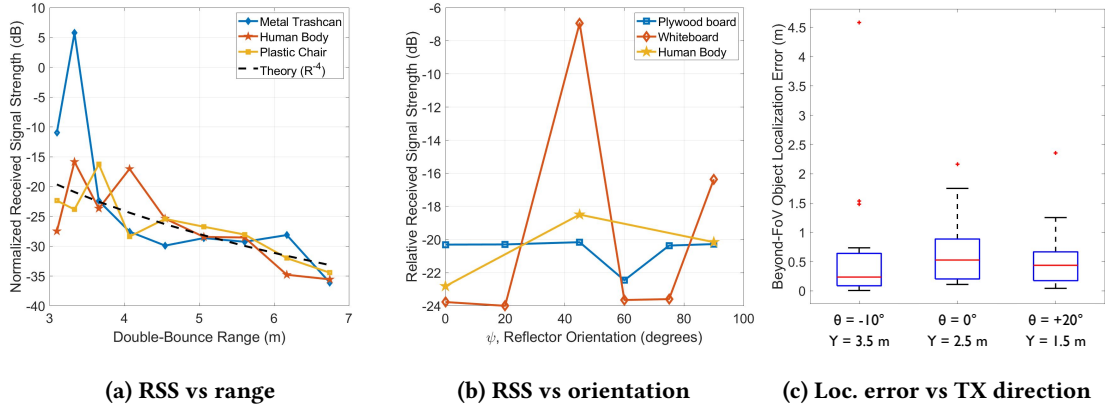 Normalized Received Signal Strength (dB)
10
5
0
-5
-10
-15
-20
-25
-30
-35
-40
Metal Trashcan
Human Body
Plastic Chair
Theory (R⁻⁴)
3
4
5
6
7
Double-Bounce Range (m)
(a) RSS vs range
Relative Received Signal Strength (dB)
-6
-8
-10
-12
-14
-16
-18
-20
-22
-24
Plywood board
Whiteboard
Human Body
0
20
40
60
80
100
ψ, Reflector Orientation (degrees)
(b) RSS vs orientation
Beyond-FoV Object Localization Error (m)
4.5
4
3.5
3
2.5
2
1.5
1
0.5
0
θ = -10°
Y = 3.5 m
θ = 0°
Y = 2.5 m
θ = +20°
Y = 1.5 m
(c) Loc. error vs TX direction